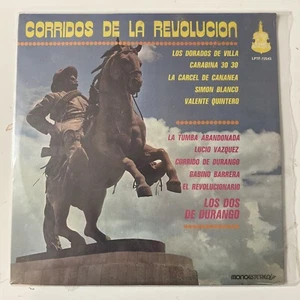 CORRIDOS DE LA REVOLUCION
LOS DORADOS DE VILLA
CARABINA 30 30
LA CARCEL DE CANANEA
SIMON BLANCO
VALENTE QUINTERO
LA TUMBA ABANDONADA
LUCIO VAZQUEZ
CORRIDO DE DURANGO
GABINO BARRERA
EL REVOLUCIONARIO
LOS DOS
DE DURANGO